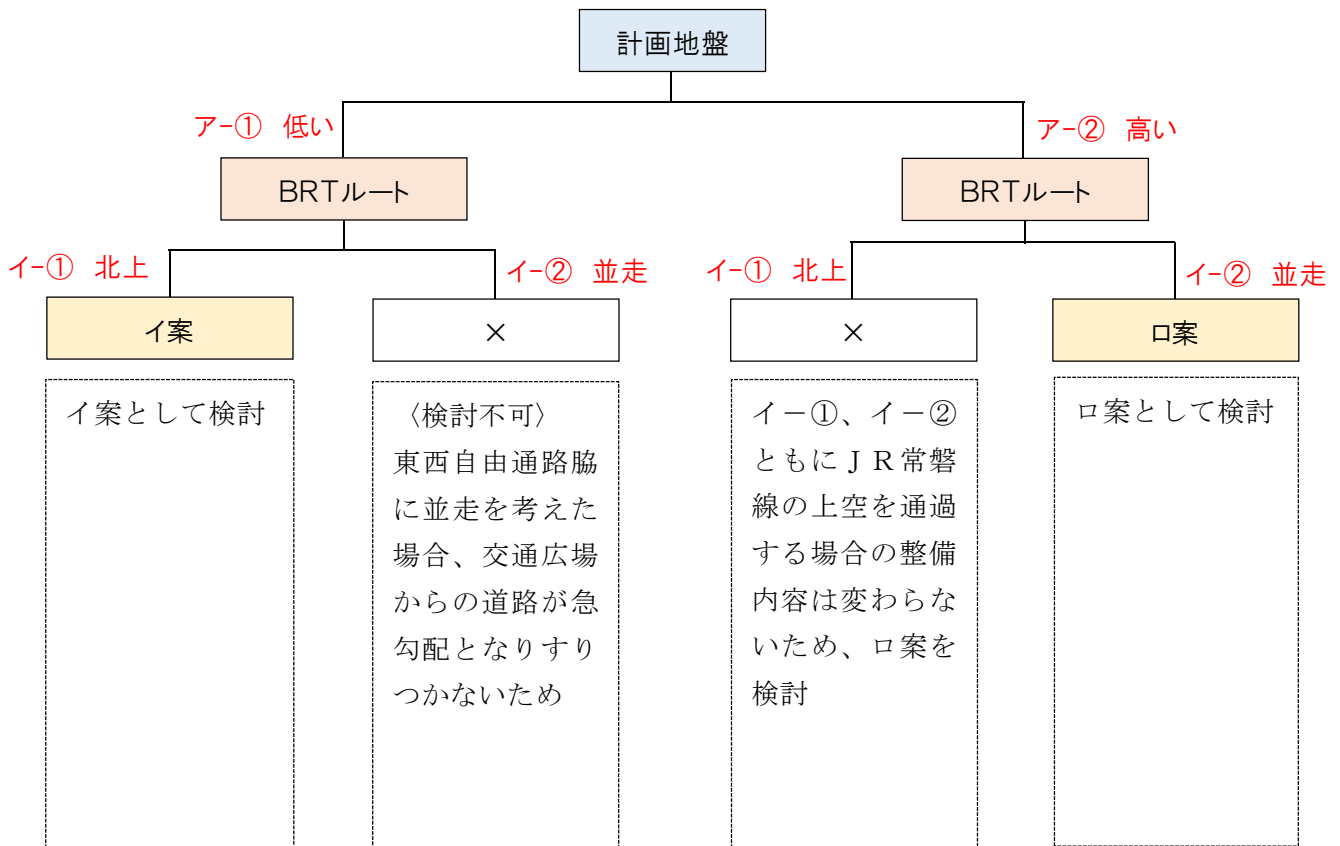 計画地盤
ア-① 低い
ア-② 高い
BRTルート
BRTルート
イ-① 北上
イ-② 並走
イ-① 北上
イ-② 並走
イ案
×
×
ロ案
イ案として検討
〈検討不可〉
東西自由通路脇
に並走を考えた
場合、交通広場
からの道路が急
勾配となりすり
つかないため
イ－①、イ－②
ともにＪＲ常磐
線の上空を通過
する場合の整備
内容は変わらな
いため、ロ案を
検討
ロ案として検討